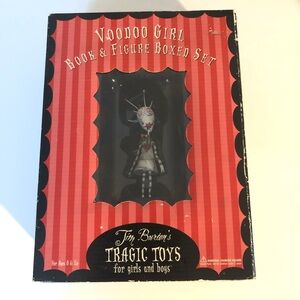 VOODOO GIRL
BOOK & FIGURE BOXED SET
Tim Burton's
TRAGIC TOYS
for girls and boys